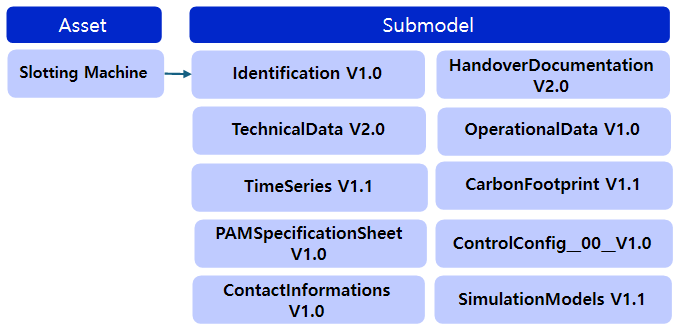 Asset
Submodel
Slotting Machine
Identification V1.0
HandoverDocumentation
V2.0
TechnicalData V2.0
OperationalData V1.0
TimeSeries V1.1
CarbonFootprint V1.1
PAMSpecificationSheet
V1.0
ControlConfig__00__V1.0
ContactInformations
V1.0
SimulationModels V1.1